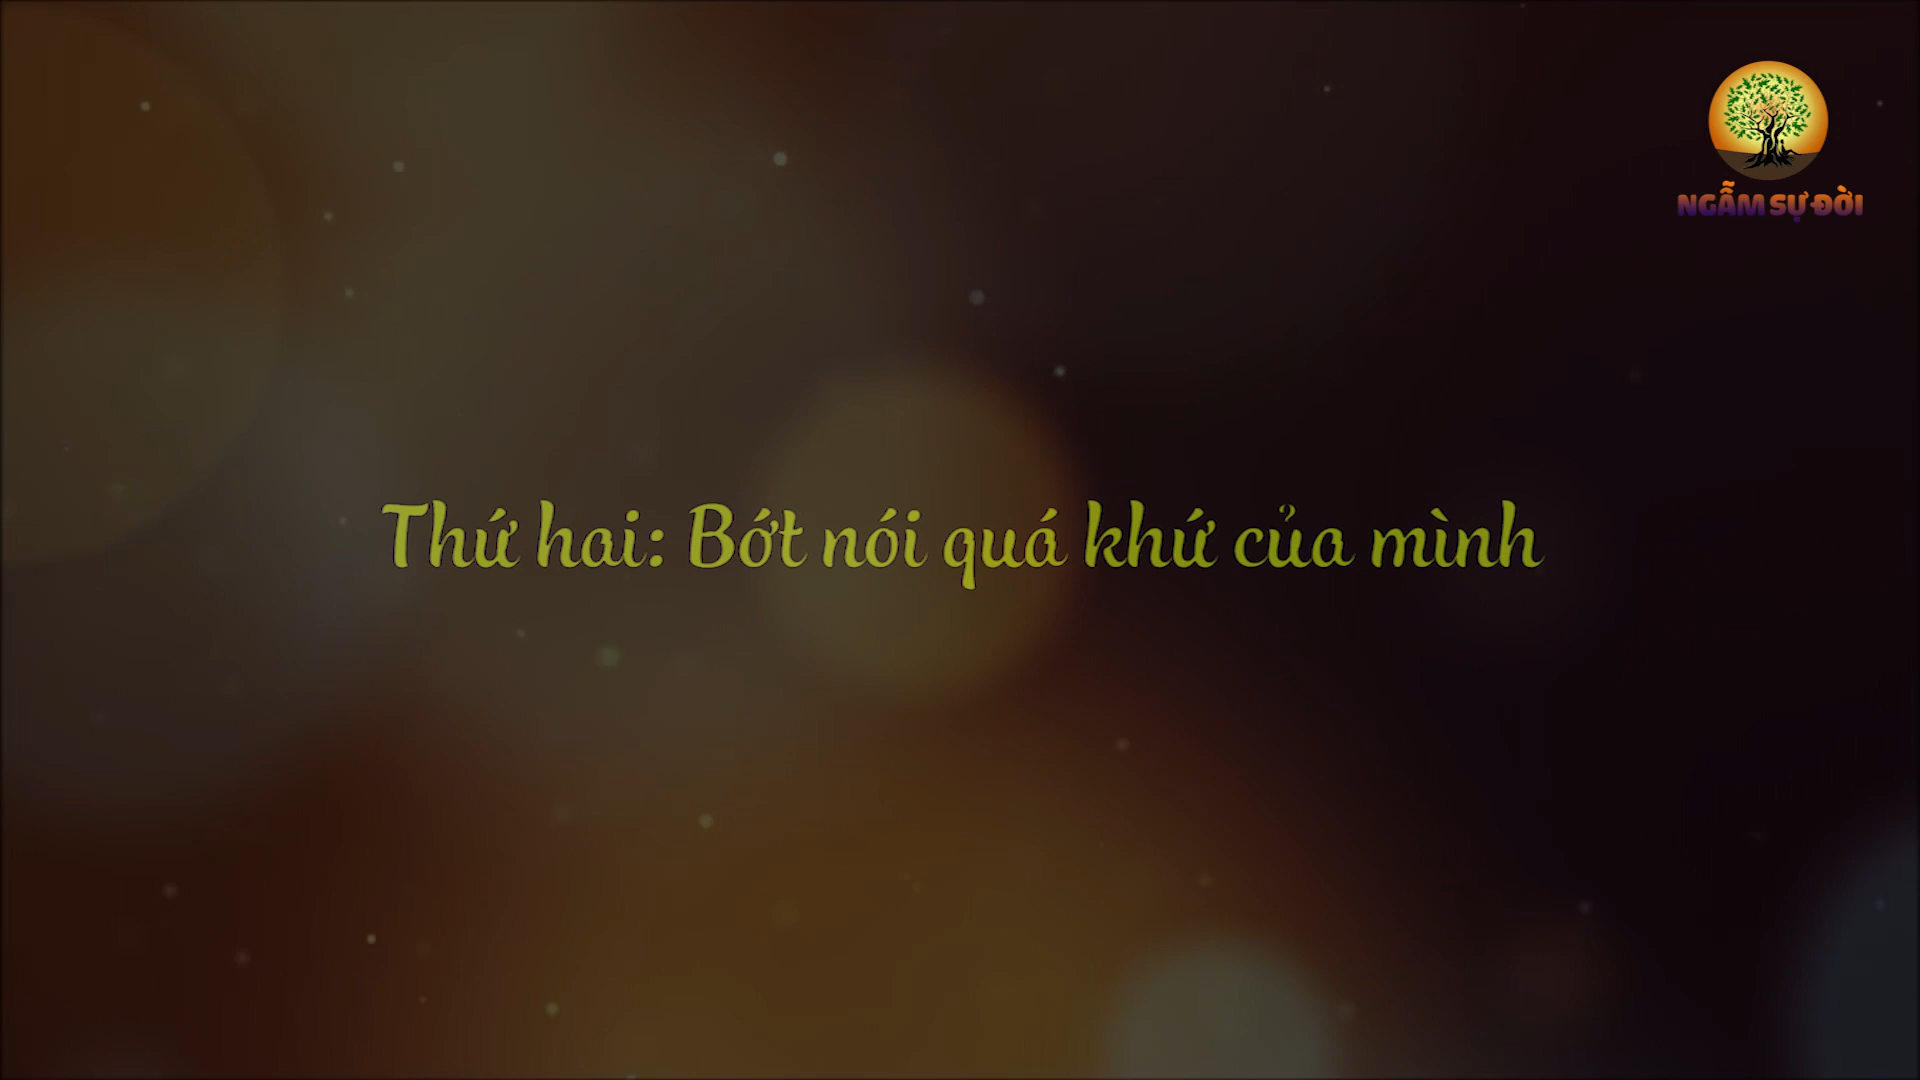 NGẪM SỰ ĐỜI
Thứ hai: Bớt nói quá khứ của mình